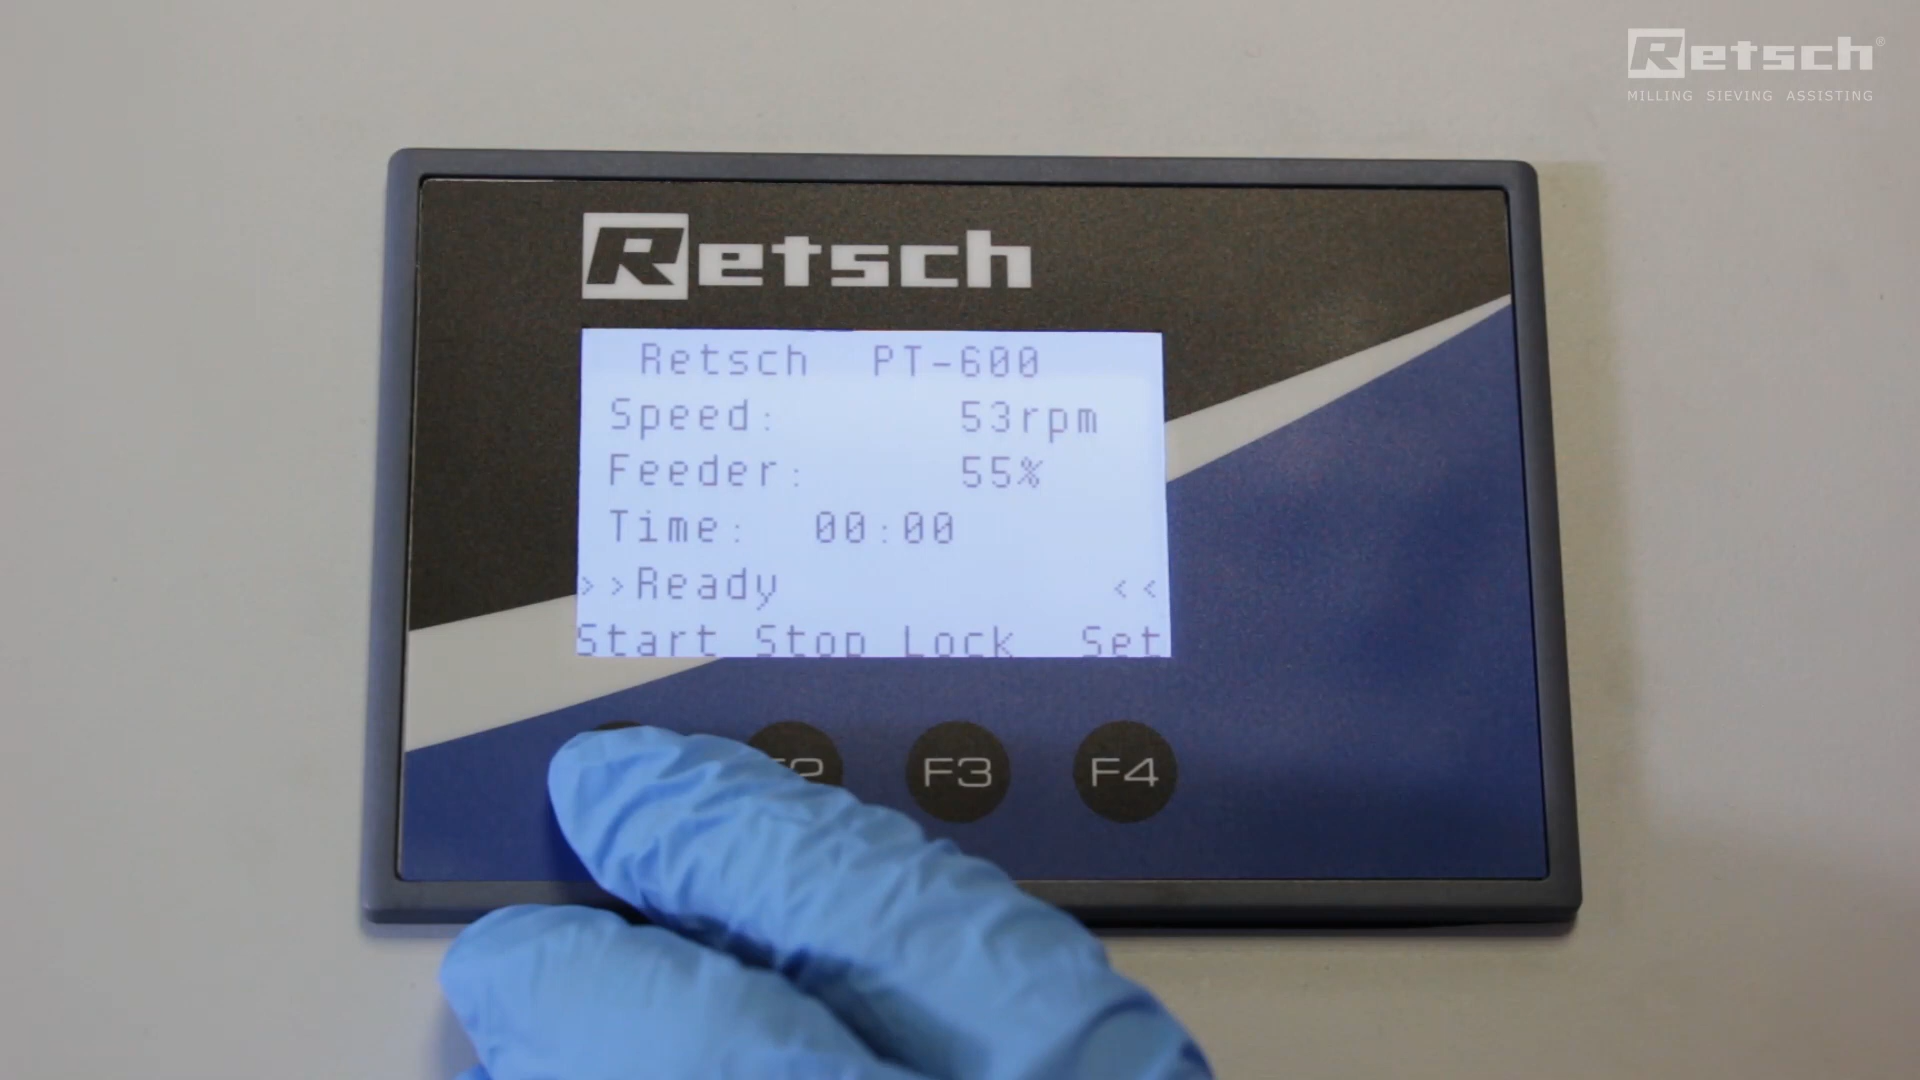 Retsch®
MILLING SIEVING ASSISTING
Retsch
Retsch PT-600
Speed: 53rpm
Feeder: 55%
Time: 00:00
>>Ready <<
Start Stop Lock Set
F2 F3 F4